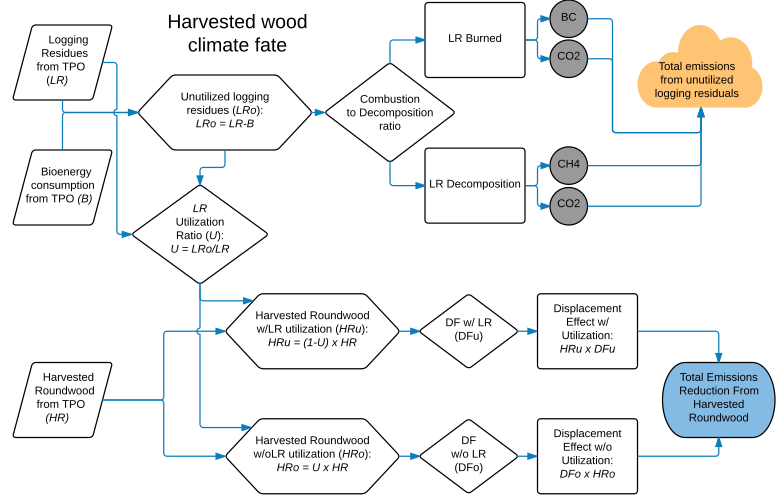 Harvested wood
climate fate
Logging
Residues
from TPO
(LR)
Bioenergy
consumption
from TPO (B)
Unutilized logging
residues (LRo):
LRo = LR-B
Combustion
to Decomposition
ratio
LR Burned
BC
CO2
LR Decomposition
CH4
CO2
Total emissions
from unutilized
logging residuals
LR
Utilization
Ratio (U):
U = LRo/LR
Harvested
Roundwood
from TPO
(HR)
Harvested Roundwood
w/LR utilization (HRu):
HRu = (1-U) x HR
DF w/ LR
(DFu)
Displacement
Effect w/
Utilization:
HRu x DFu
Harvested Roundwood
w/oLR utilization (HRo):
HRo = U x HR
DF
w/o LR
(DFo)
Displacement
Effect w/o
Utilization:
DFo x HRo
Total Emissions
Reduction From
Harvested
Roundwood